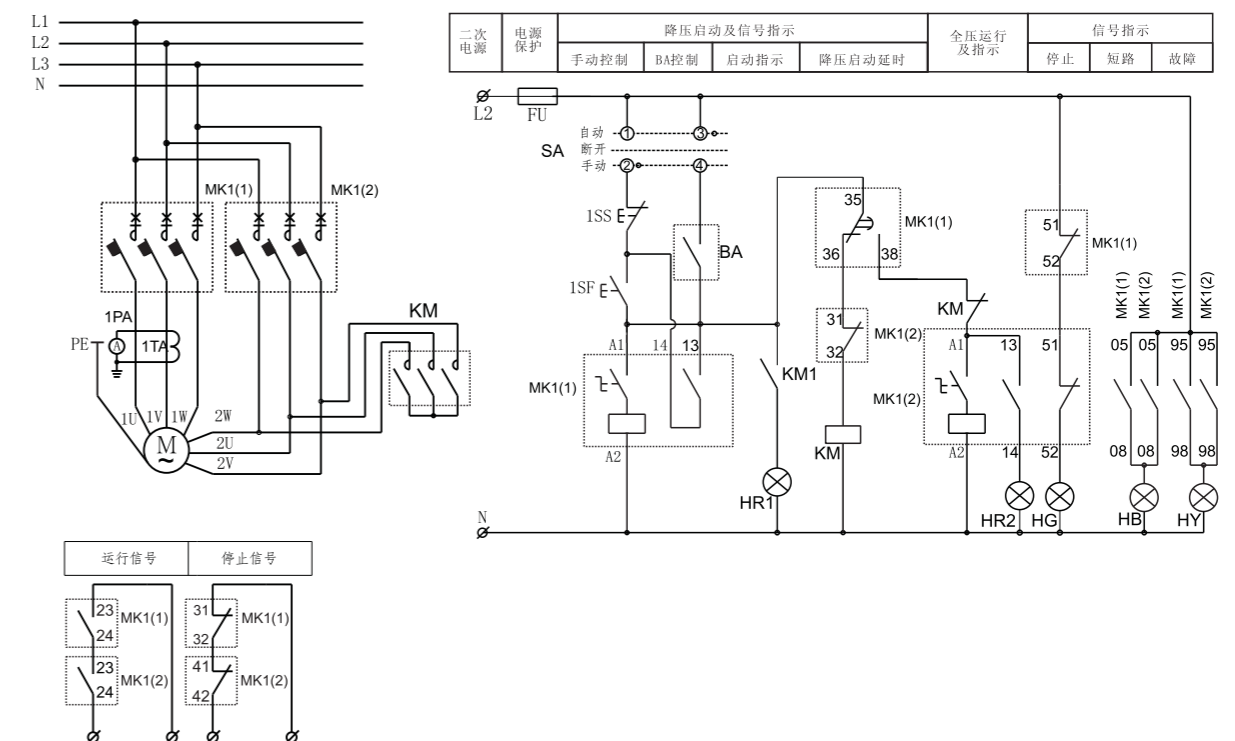 L1
L2
L3
N
MK1(1)
MK1(2)
1PA
A
1TA
PE
KM
1U
1V
1W
2W
2U
2V
M
~
二次
电源
电源
保护
降压启动及信号指示
手动控制
BA控制
启动指示
降压启动延时
全压运行
及指示
信号指示
停止
短路
故障
L2
FU
SA
自动
断开
手动
1
3
2
4
1SS
E
BA
1SF
E
A1
14
13
MK1(1)
A2
KM1
HR1
35
36
38
MK1(1)
31
32
MK1(2)
KM
KM
A1
13
51
MK1(2)
A2
14
52
51
52
MK1(1)
HR2
HG
MK1(1)
MK1(2)
MK1(1)
MK1(2)
05
05
95
95
08
08
98
98
HB
HY
N
运行信号
停止信号
23
24
MK1(1)
23
24
MK1(2)
31
32
MK1(1)
41
42
MK1(2)